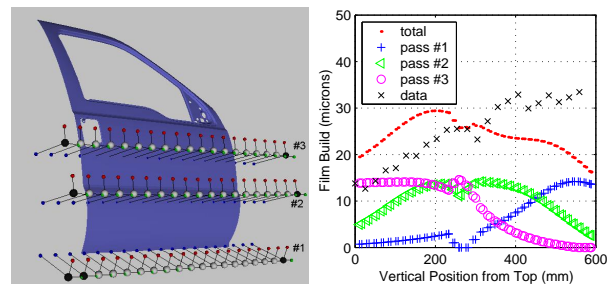 #3
#2
#1
50
40
30
20
10
0
Film Build (microns)
total
pass #1
pass #2
pass #3
data
0 200 400 600
Vertical Position from Top (mm)